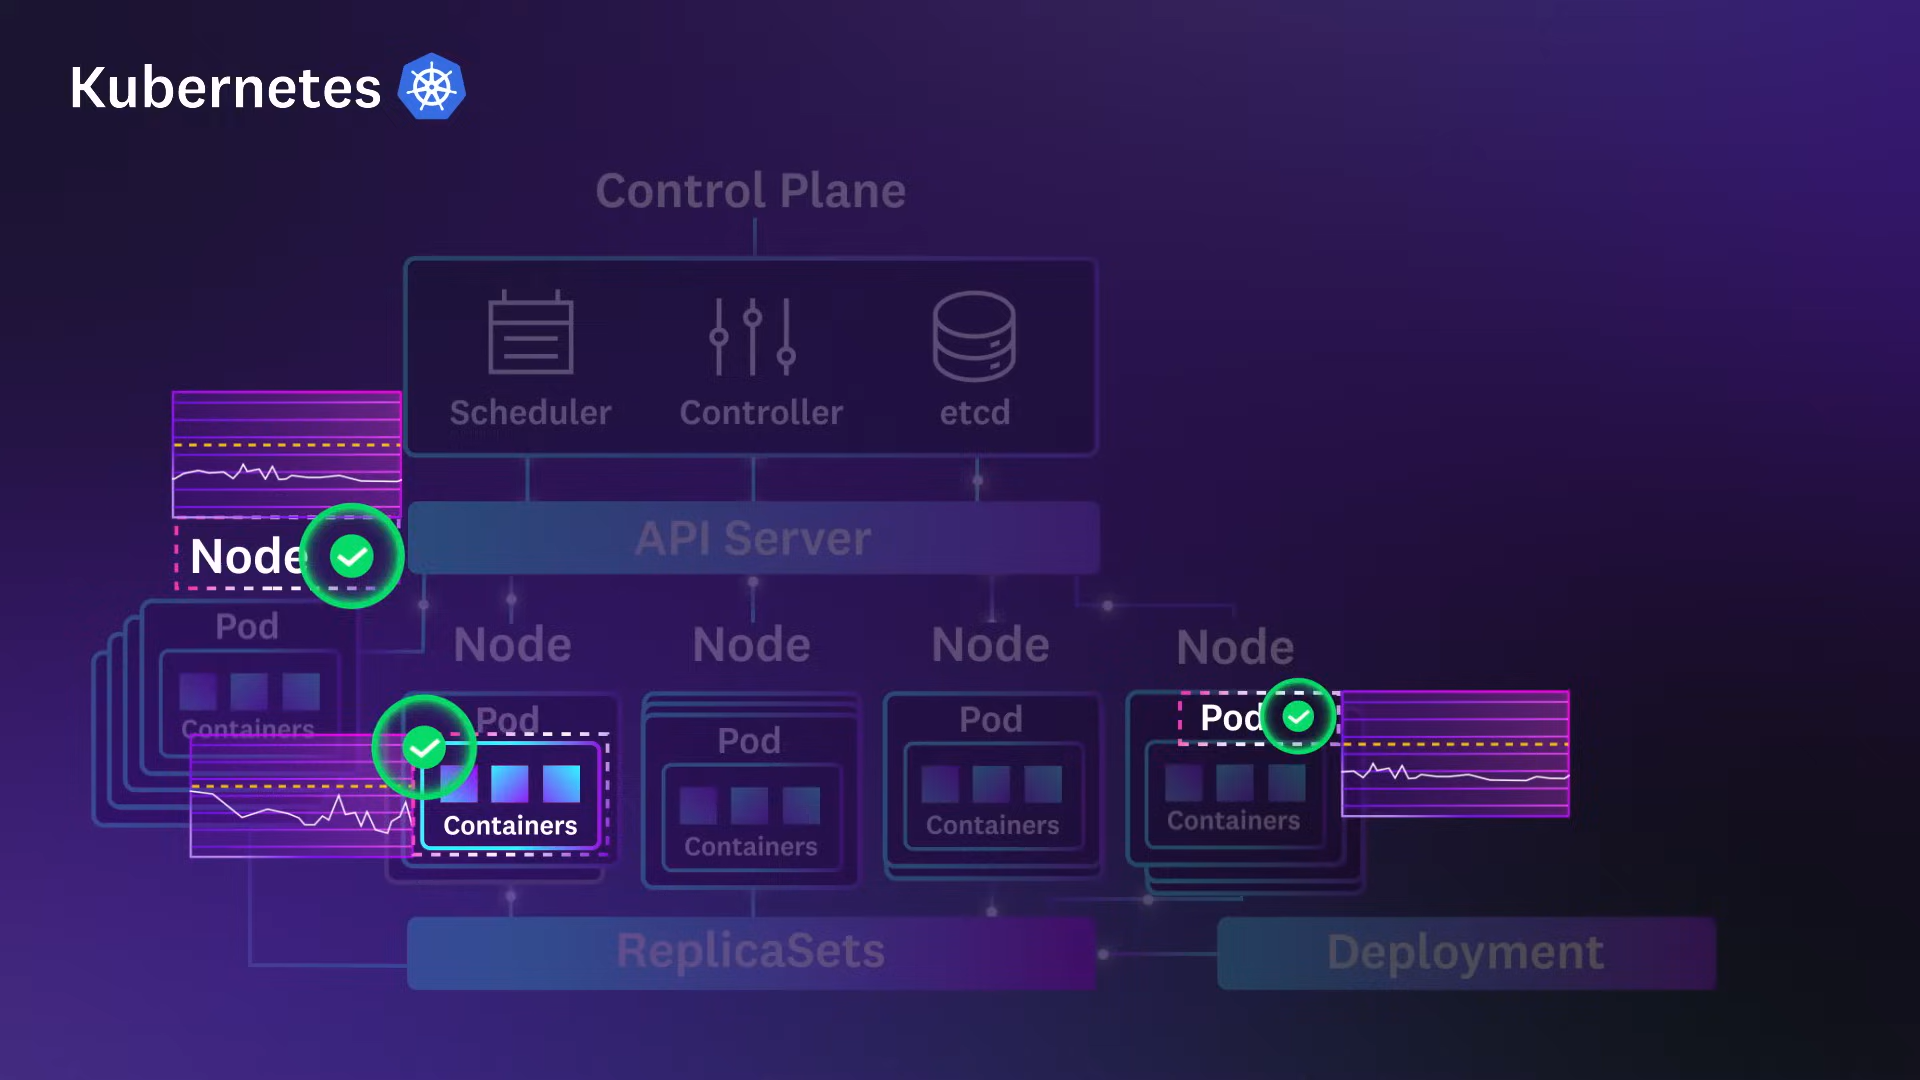 Kubernetes
Control Plane
Scheduler
Controller
etcd
API Server
Node
Node
Node
Node
Node
Pod
Containers
Pod
Containers
Pod
Containers
Pod
Containers
Pod
Containers
ReplicaSets
Deployment